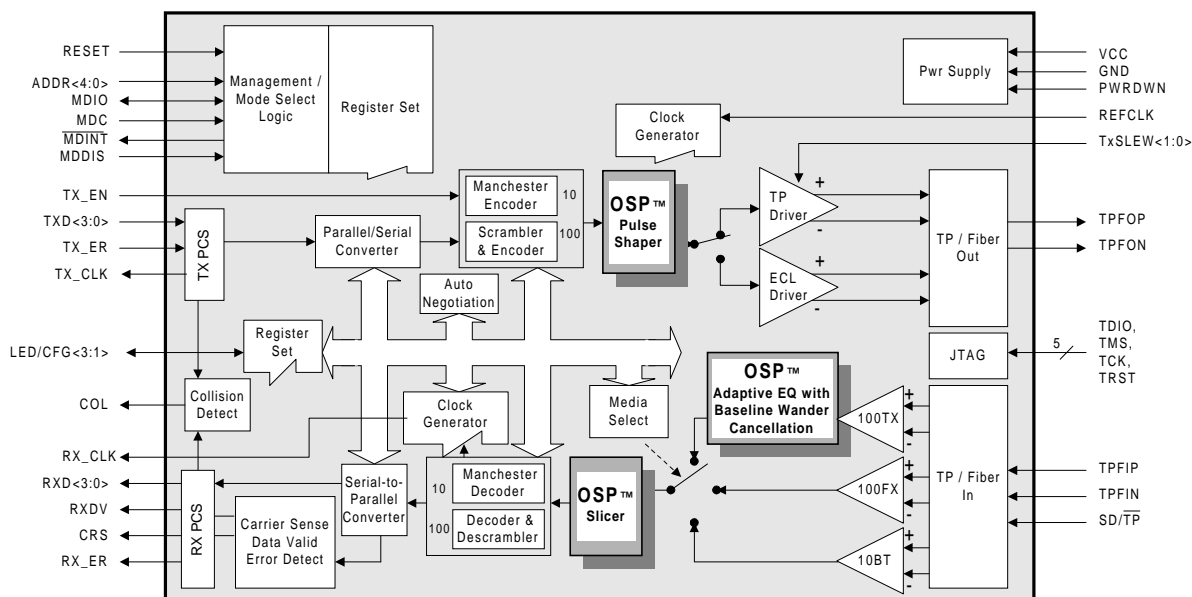 RESET
ADDR<4:0>
MDIO
MDC
MDINT
MDDIS
Management /
Mode Select
Logic
Register Set
Pwr Supply
VCC
GND
PWRDWN
REFCLK
TxSLEW<1:0>
Clock
Generator
TX_EN
TXD<3:0>
TX_ER
TX_CLK
TX PCS
Parallel/Serial
Converter
Manchester
Encoder
10
Scrambler
& Encoder
100
OSP™
Pulse
Shaper
TP
Driver
+
-
ECL
Driver
+
-
TP / Fiber
Out
TPFOP
TPFON
Auto
Negotiation
LED/CFG<3:1>
Register
Set
JTAG
5
TDIO,
TMS,
TCK,
TRST
COL
Collision
Detect
Clock
Generator
Media
Select
OSP™
Adaptive EQ with
Baseline Wander
Cancellation
100TX
+
-
100FX
+
-
10BT
+
-
TP / Fiber
In
TPFIP
TPFIN
SD/TP
RX_CLK
RXD<3:0>
RXDV
CRS
RX_ER
RX PCS
Carrier Sense
Data Valid
Error Detect
Serial-to-
Parallel
Converter
10
Manchester
Decoder
100
Decoder &
Descrambler
OSP™
Slicer